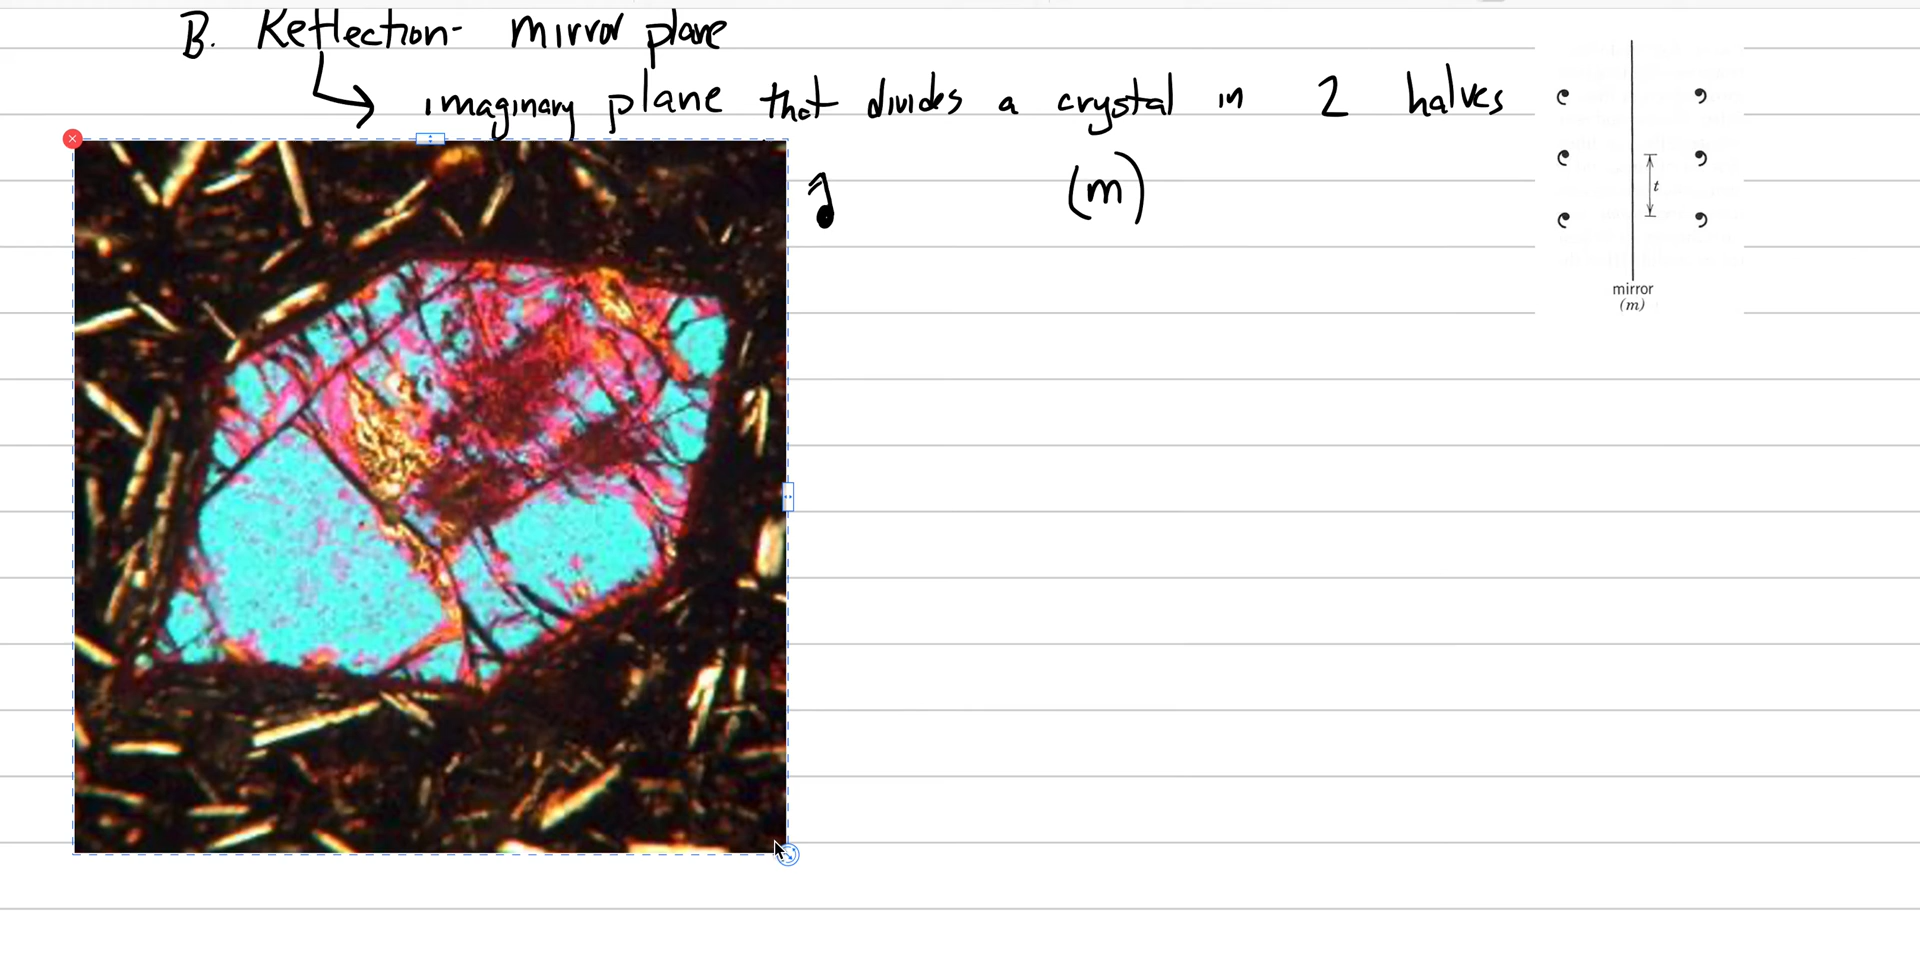 B. Reflection- mirror plane
imaginary plane that divides a crystal in 2 halves
(m)
t
mirror
(m)